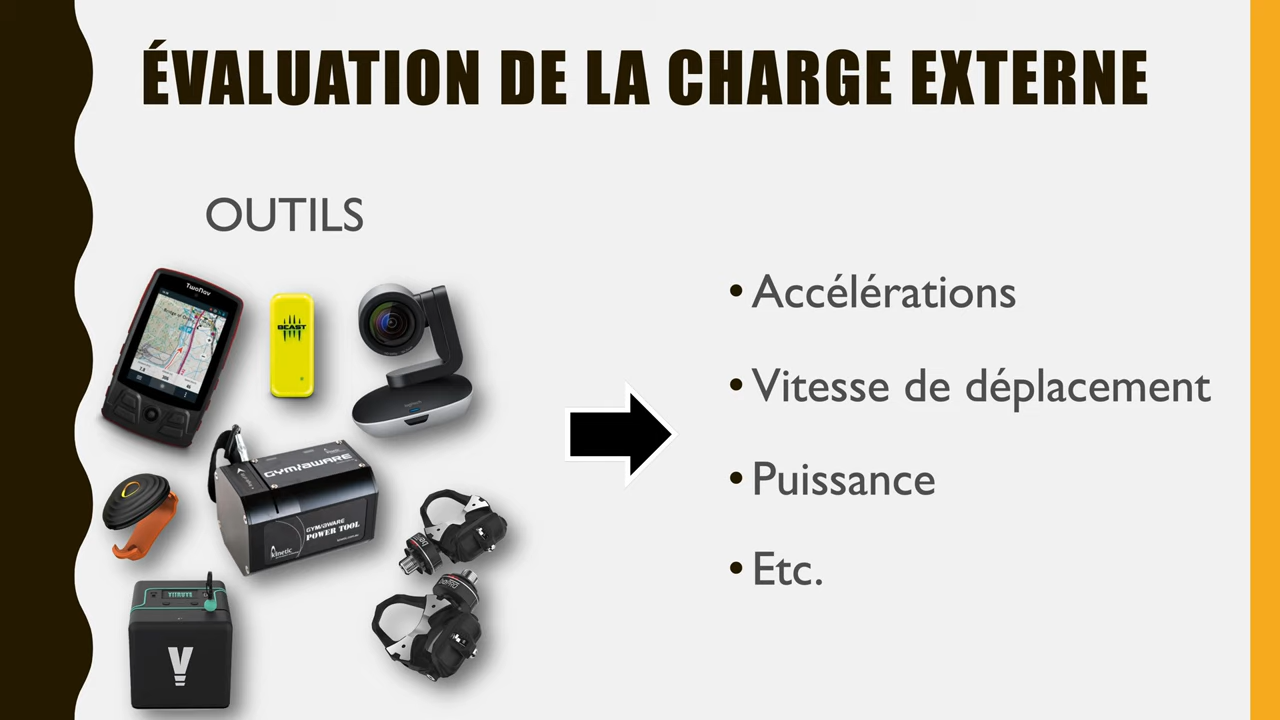 ÉVALUATION DE LA CHARGE EXTERNE
OUTILS
TwoNav
BEAST
GYMAWARE
GYMAWARE
POWER TOOL
kinetic
VITRUVE
V
• Accélérations
• Vitesse de déplacement
• Puissance
• Etc.